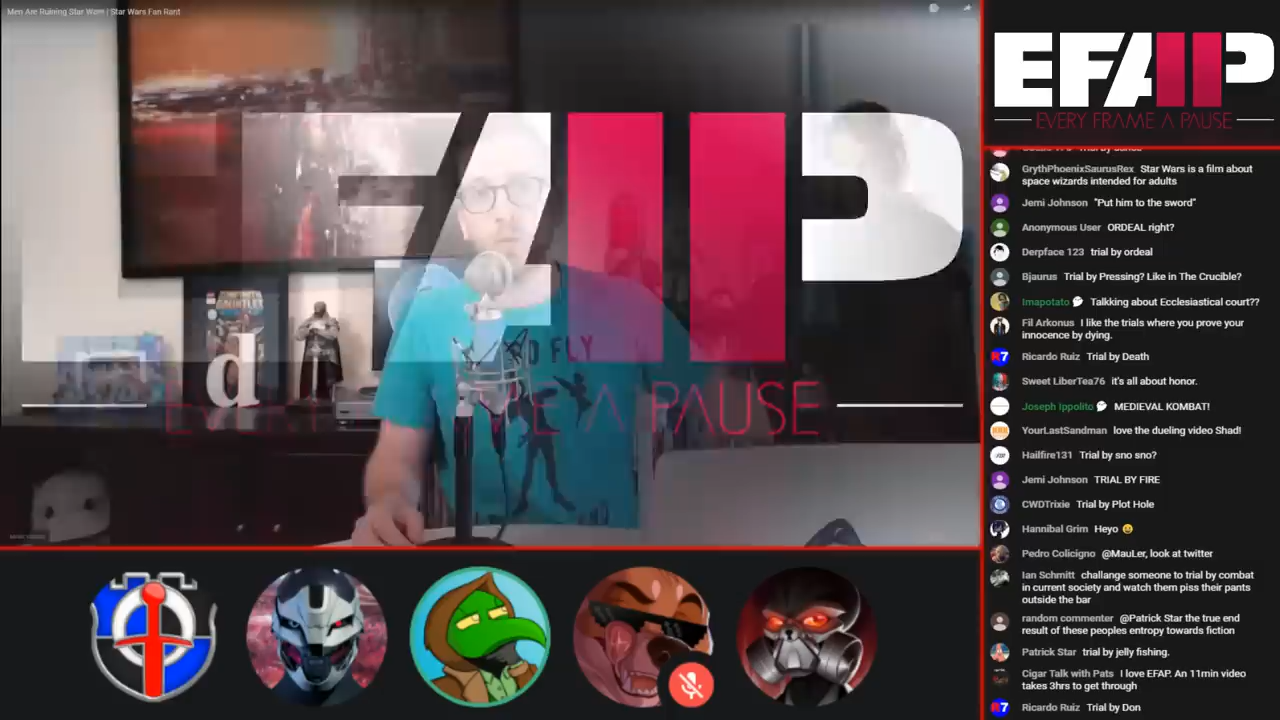 Men Are Ruining Star Wars | Star Wars Fan Rant
EFAP
EVERY FRAME A PAUSE
GrythPhoenixSaurusRex Star Wars is a film about
space wizards intended for adults
Jemi Johnson "Put him to the sword"
Anonymous User ORDEAL right?
Derpface 123 trial by ordeal
Bjaurus Trial by Pressing? Like in The Crucible?
Imapotato Talkking about Ecclesiastical court??
Fil Arkonus I like the trials where you prove your
innocence by dying.
Ricardo Ruiz Trial by Death
Sweet LiberTea76 it's all about honor.
Joseph Ippolito MEDIEVAL KOMBAT!
YourLastSandman love the dueling video Shad!
Hailfire131 Trial by sno sno?
Jemi Johnson TRIAL BY FIRE
CWDTrixie Trial by Plot Hole
Hannibal Grim Heyo 😀
Pedro Colicigno @MauLer, look at twitter
Ian Schmitt challange someone to trial by combat
in current society and watch them piss their pants
outside the bar
random commenter @Patrick Star the true end
result of these peoples entropy towards fiction
Patrick Star trial by jelly fishing.
Cigar Talk with Pats I love EFAP. An 11min video
takes 3hrs to get through
R7 Ricardo Ruiz Trial by Don
EFAP
EVERY FRAME A PAUSE
GAUNTLET
d
FLY
AND